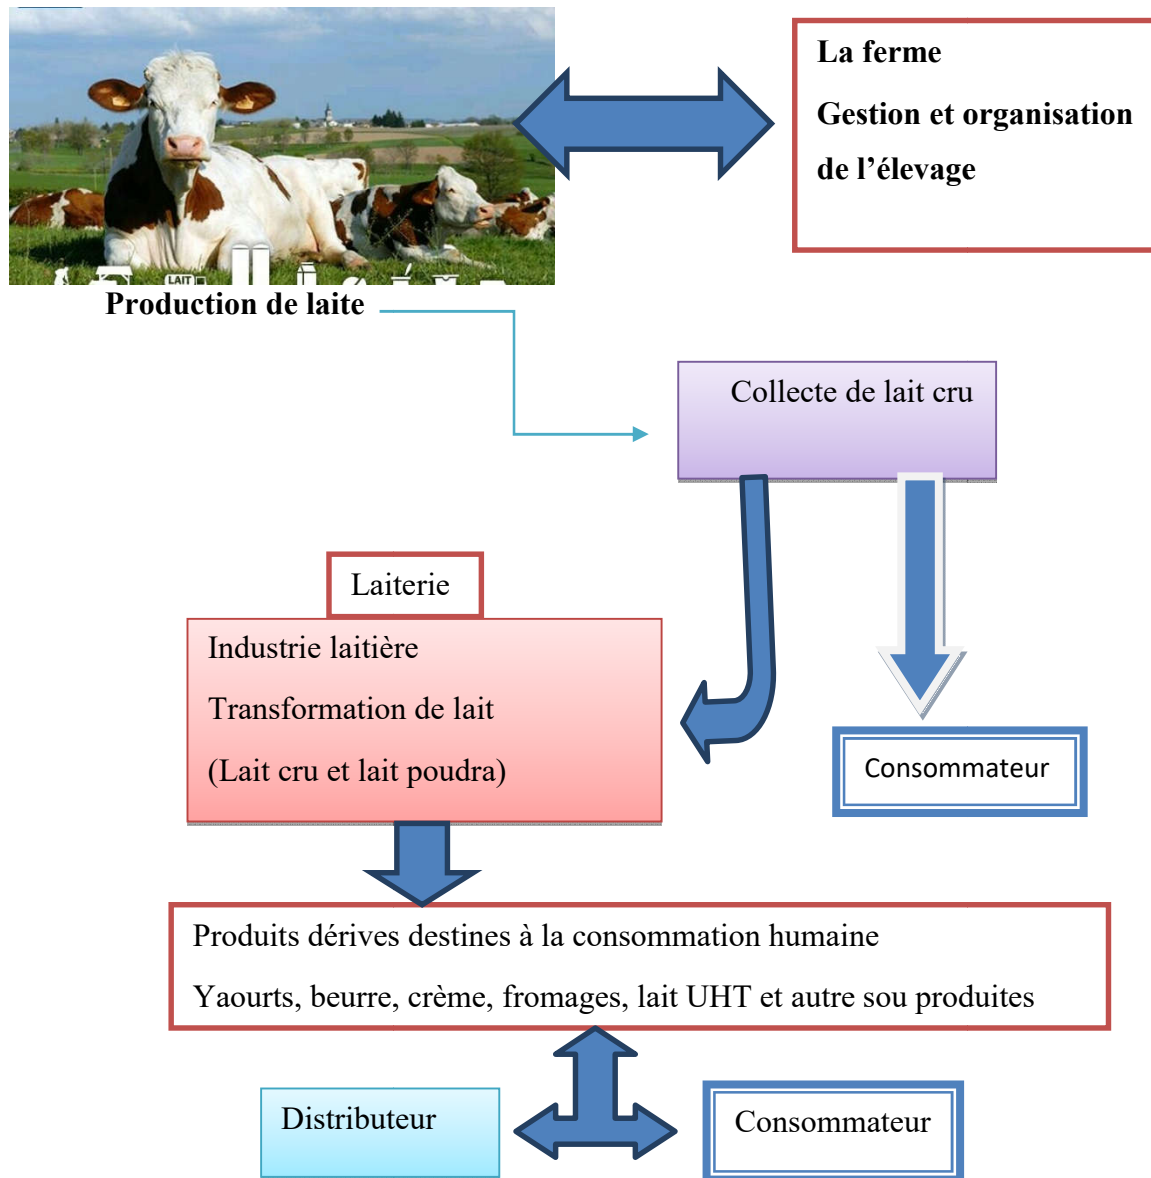 La ferme
Gestion et organisation
de l’élevage
LAIT
Production de laite
Collecte de lait cru
Laiterie
Industrie laitière
Transformation de lait
(Lait cru et lait poudra)
Consommateur
Produits dérives destines à la consommation humaine
Yaourts, beurre, crème, fromages, lait UHT et autre sou produites
Distributeur
Consommateur